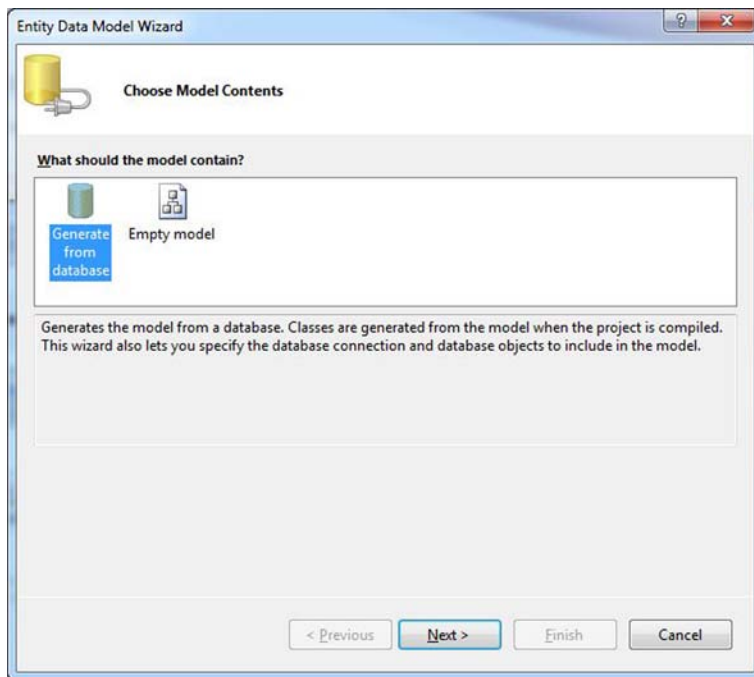 Entity Data Model Wizard
Choose Model Contents
What should the model contain?
Generate
from
database
Empty model
Generates the model from a database. Classes are generated from the model when the project is compiled.
This wizard also lets you specify the database connection and database objects to include in the model.
< Previous
Next >
Finish
Cancel